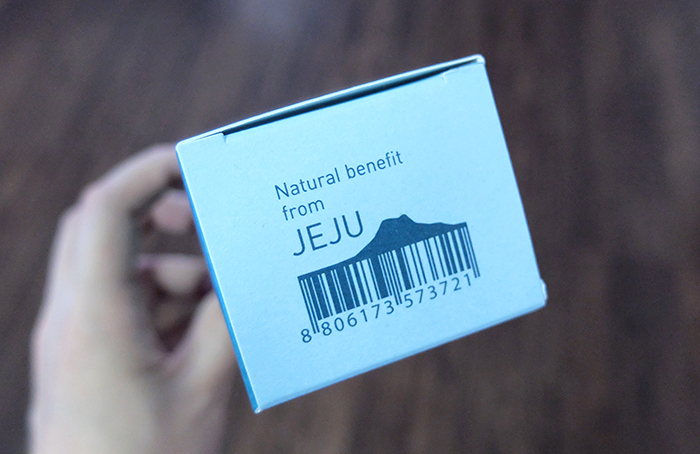 Natural benefit
from
JEJU
8 806173 573721